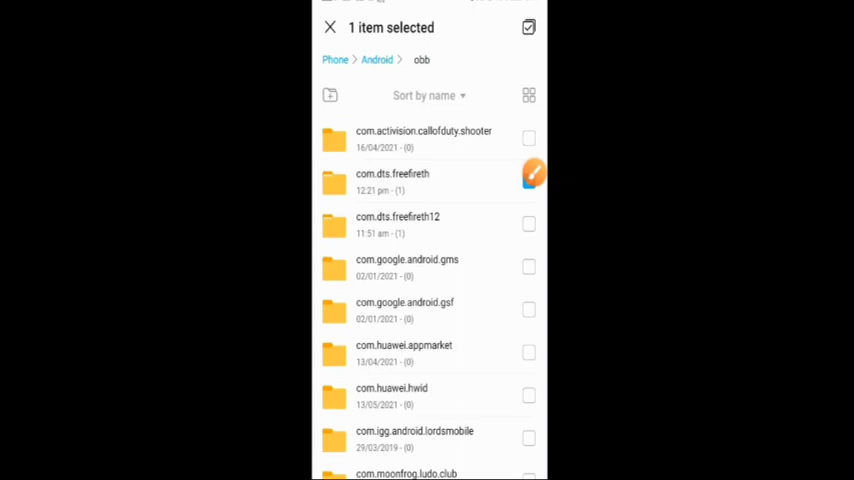 1 item selected
Phone > Android > obb
Sort by name
com.activision.callofduty.shooter
16/04/2021 - (0)
com.dts.freefireth
12:21 pm - (1)
com.dts.freefireth12
11:51 am - (1)
com.google.android.gms
02/01/2021 - (0)
com.google.android.gsf
02/01/2021 - (0)
com.huawei.appmarket
13/04/2021 - (0)
com.huawei.hwid
13/05/2021 - (0)
com.igg.android.lordsmobile
29/03/2019 - (0)
com.moonfrog.ludo.club